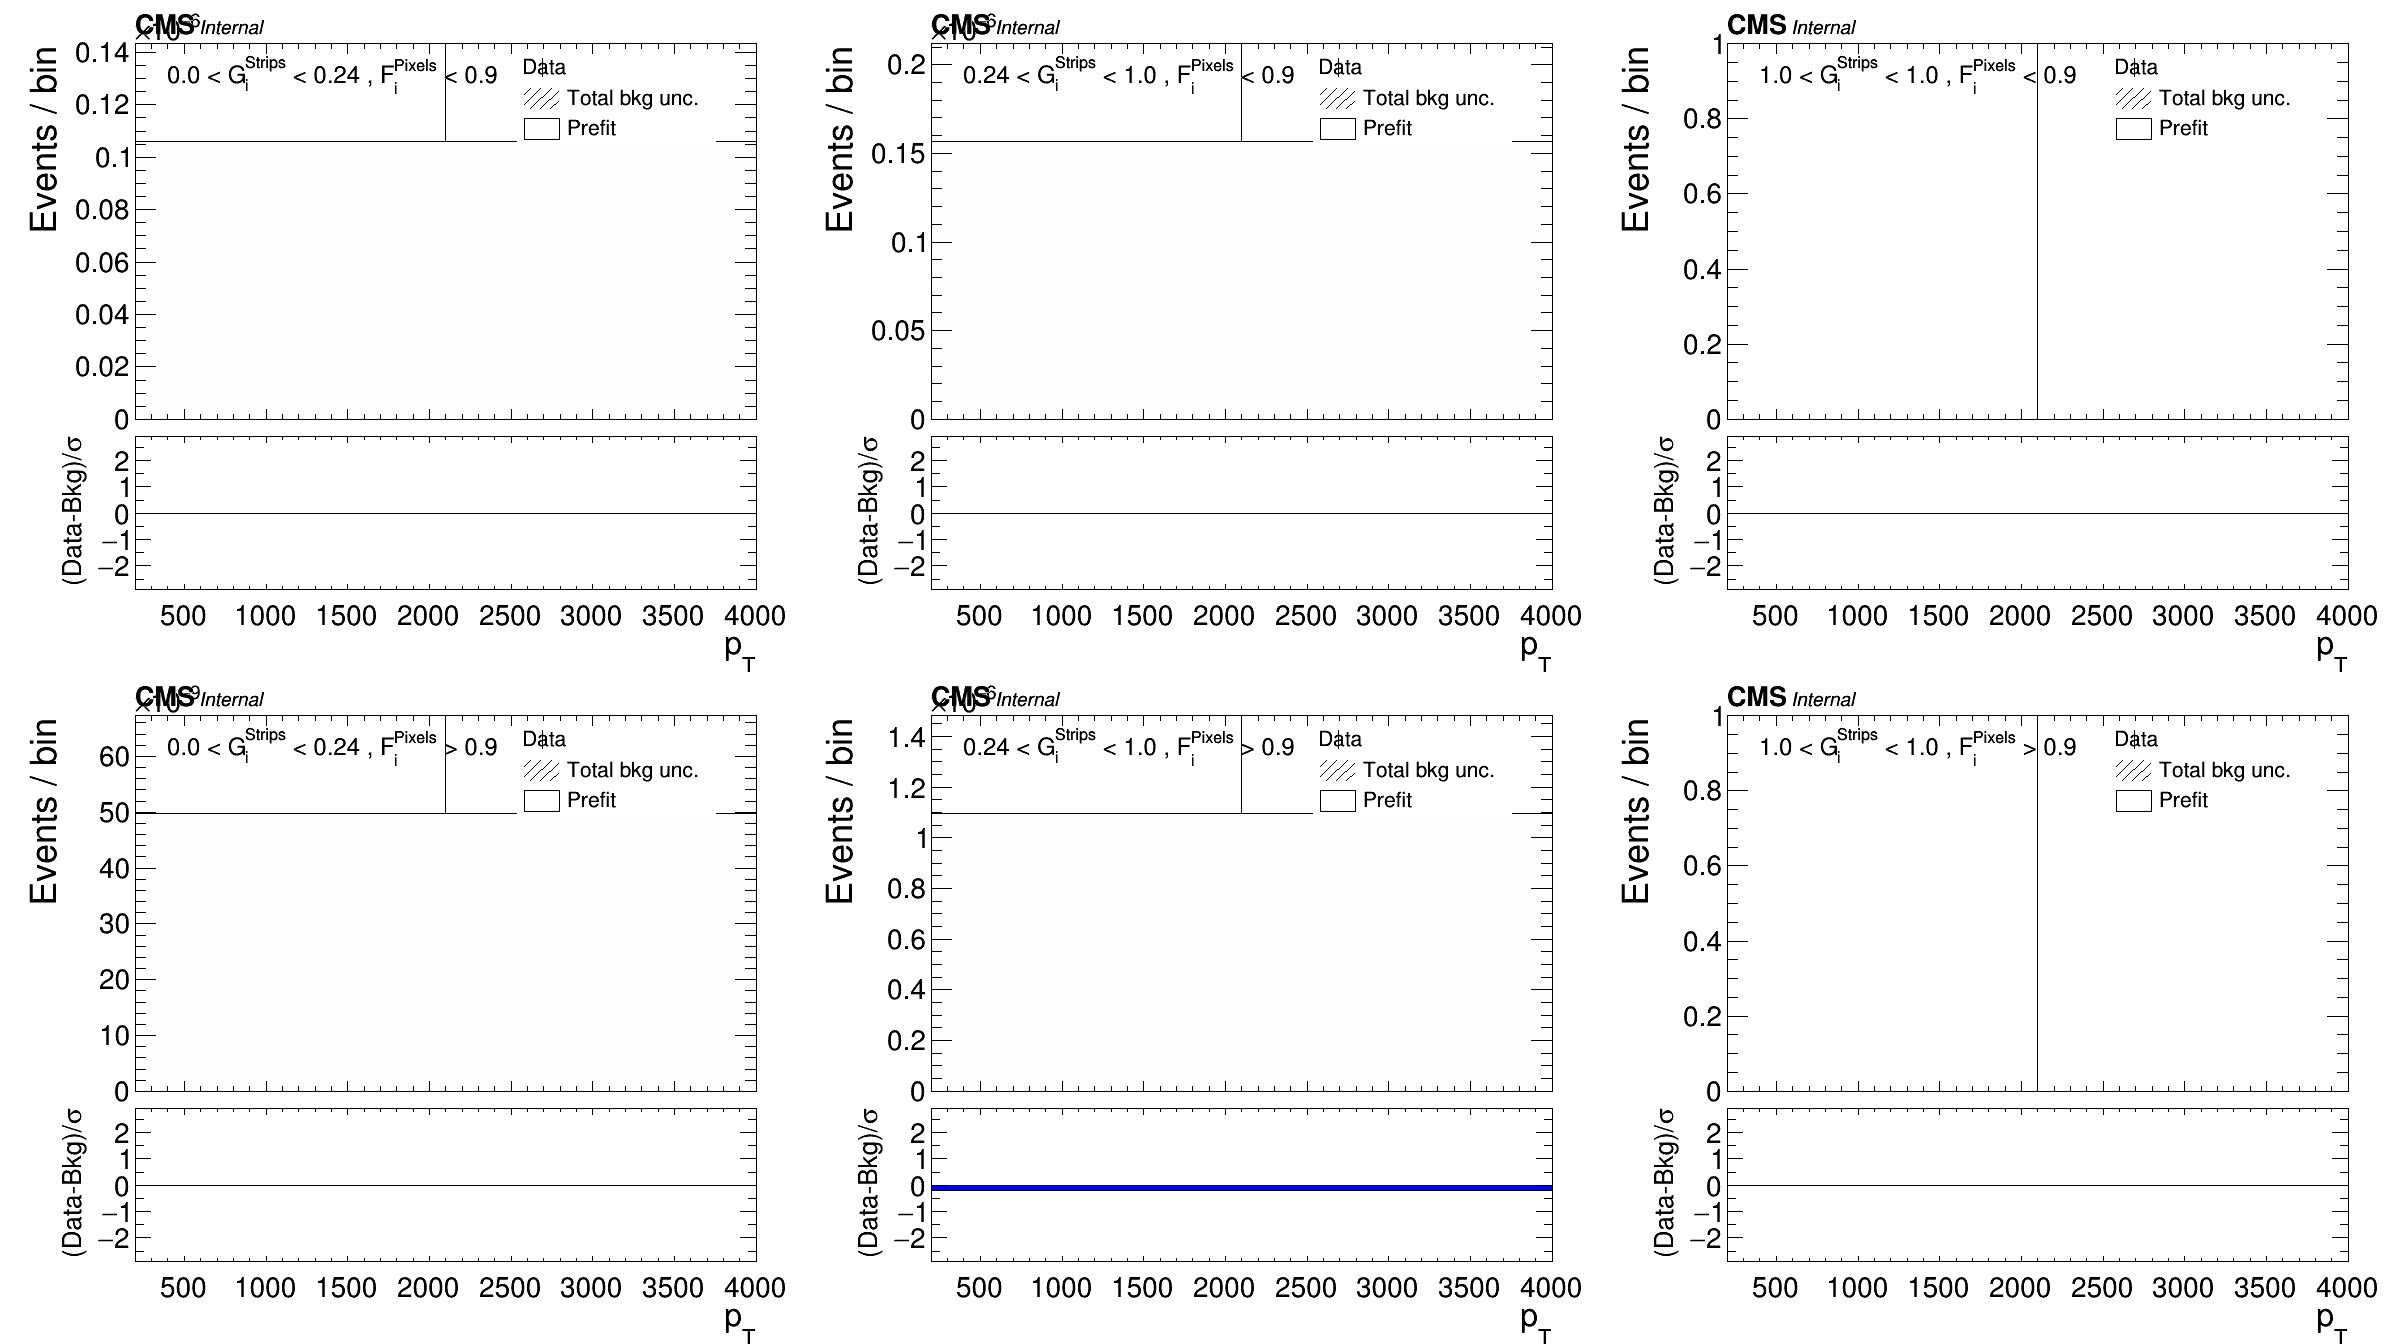 CMS Internal
×10⁻⁶
0.0 < G_i^Strips < 0.24 , F_i^Pixels < 0.9
Data
Total bkg unc.
Prefit
Events / bin
0.14
0.12
0.1
0.08
0.06
0.04
0.02
0
(Data-Bkg)/σ
2
1
0
−1
−2
500 1000 1500 2000 2500 3000 3500 4000
p_T
CMS Internal
×10⁻⁶
0.24 < G_i^Strips < 1.0 , F_i^Pixels < 0.9
Data
Total bkg unc.
Prefit
Events / bin
0.2
0.15
0.1
0.05
0
(Data-Bkg)/σ
2
1
0
−1
−2
500 1000 1500 2000 2500 3000 3500 4000
p_T
CMS Internal
1.0 < G_i^Strips < 1.0 , F_i^Pixels < 0.9
Data
Total bkg unc.
Prefit
Events / bin
1
0.8
0.6
0.4
0.2
0
(Data-Bkg)/σ
2
1
0
−1
−2
500 1000 1500 2000 2500 3000 3500 4000
p_T
CMS Internal
0.0 < G_i^Strips < 0.24 , F_i^Pixels > 0.9
Data
Total bkg unc.
Prefit
Events / bin
60
50
40
30
20
10
0
(Data-Bkg)/σ
2
1
0
−1
−2
500 1000 1500 2000 2500 3000 3500 4000
p_T
CMS Internal
0.24 < G_i^Strips < 1.0 , F_i^Pixels > 0.9
Data
Total bkg unc.
Prefit
Events / bin
1.4
1.2
1
0.8
0.6
0.4
0.2
0
(Data-Bkg)/σ
2
1
0
−1
−2
500 1000 1500 2000 2500 3000 3500 4000
p_T
CMS Internal
1.0 < G_i^Strips < 1.0 , F_i^Pixels > 0.9
Data
Total bkg unc.
Prefit
Events / bin
1
0.8
0.6
0.4
0.2
0
(Data-Bkg)/σ
2
1
0
−1
−2
500 1000 1500 2000 2500 3000 3500 4000
p_T